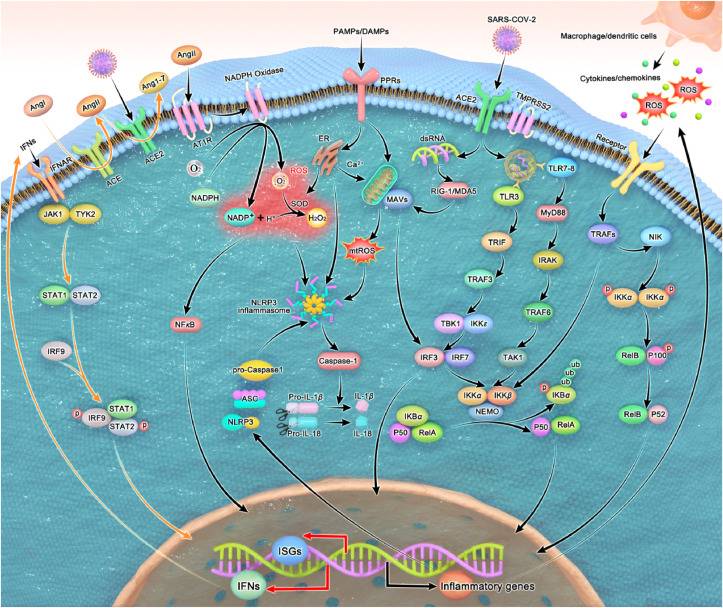 SARS-COV-2
PAMPs/DAMPs
Macrophage/dendritic cells
AngII
Ang1-7
NADPH Oxidase
PPRs
ACE2
TMPRSS2
Cytokines/chemokines
ROS
ROS
AngI
AngII
IFNs
IFNAR
ACE
ACE2
AT1R
Receptor
ER
Ca²⁺
dsRNA
TLR7-8
O₂
ROS
O₂
NADPH
SOD
NADP⁺ + H⁺
H₂O₂
MAVs
RIG-1/MDA5
TLR3
MyD88
JAK1
TYK2
TRAFs
NIK
mtROS
TRIF
IRAK
STAT1
STAT2
NLRP3
inflammasome
TRAF3
TRAF6
P
IKKα
IKKα
P
NFκB
TBK1
IKKε
IRF9
Caspase-1
IRF3
IRF7
TAK1
RelB
P100
P
pro-Caspase1
ub
ub
ub
ASC
Pro-IL-1β
IL-1β
IKKα
IKKβ
NEMO
P
IKBα
STAT1
P
IRF9
STAT2
P
NLRP3
Pro-IL-18
IL-18
IKBα
P50
RelA
P50
RelA
RelB
P52
ISGs
IFNs
Inflammatory genes